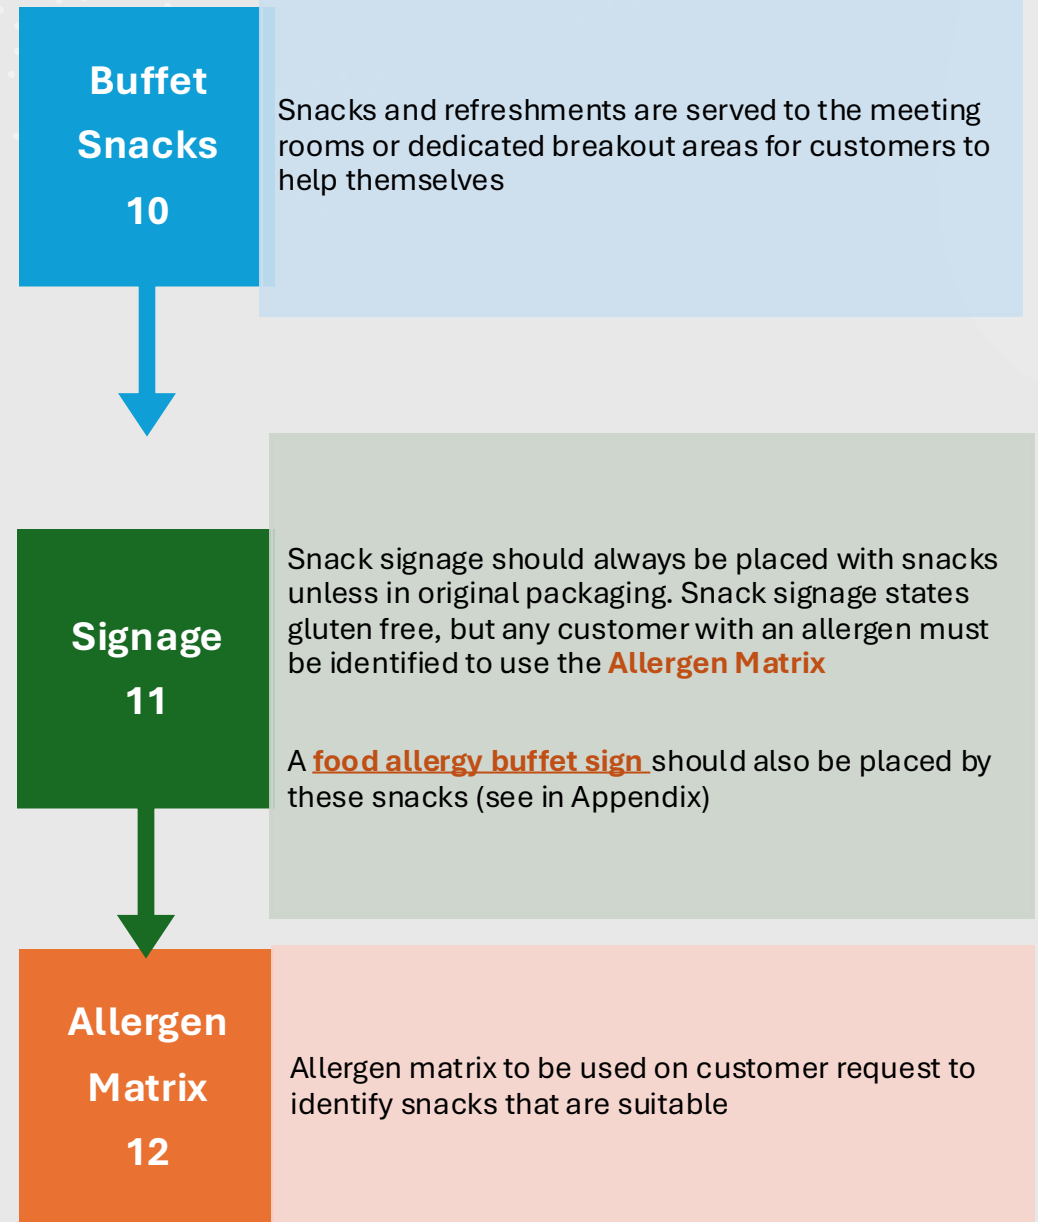 Buffet
Snacks
10
Snacks and refreshments are served to the meeting
rooms or dedicated breakout areas for customers to
help themselves
Signage
11
Snack signage should always be placed with snacks
unless in original packaging. Snack signage states
gluten free, but any customer with an allergen must
be identified to use the Allergen Matrix
A food allergy buffet sign should also be placed by
these snacks (see in Appendix)
Allergen
Matrix
12
Allergen matrix to be used on customer request to
identify snacks that are suitable